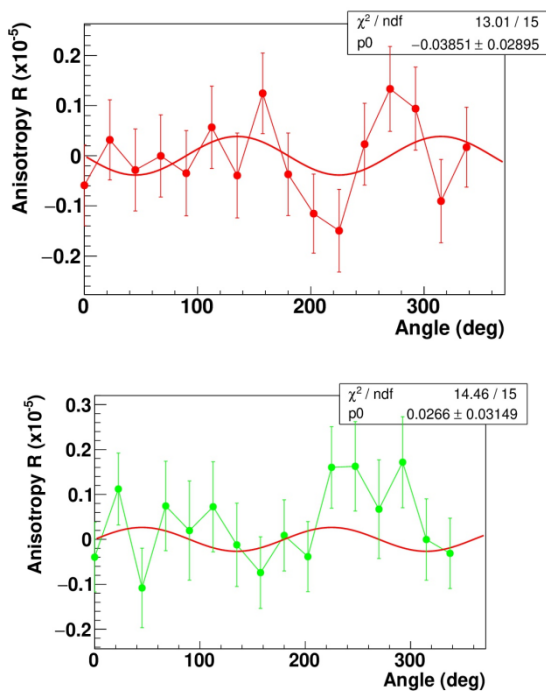 χ² / ndf 13.01 / 15
p0 −0.03851 ± 0.02895
Anisotropy R (x10⁻⁵)
0.2
0.1
0
−0.1
−0.2
0 100 200 300
Angle (deg)
χ² / ndf 14.46 / 15
p0 0.0266 ± 0.03149
Anisotropy R (x10⁻⁵)
0.3
0.2
0.1
0
−0.1
−0.2
0 100 200 300
Angle (deg)